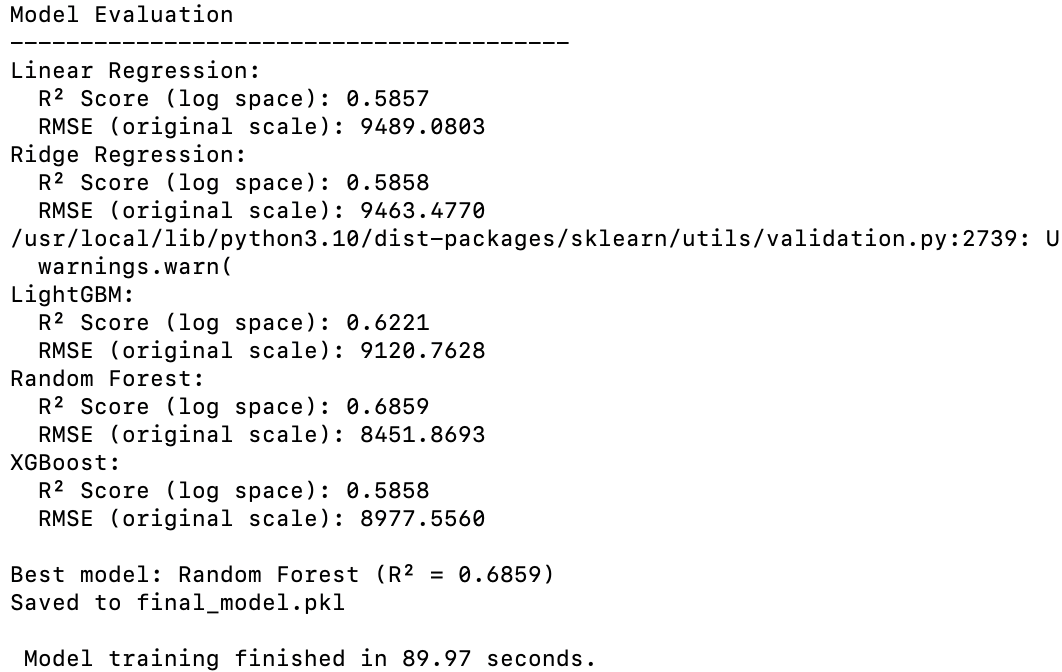 Model Evaluation
----------------------------------------
Linear Regression:
  R² Score (log space): 0.5857
  RMSE (original scale): 9489.0803
Ridge Regression:
  R² Score (log space): 0.5858
  RMSE (original scale): 9463.4770
/usr/local/lib/python3.10/dist-packages/sklearn/utils/validation.py:2739: U
  warnings.warn(
LightGBM:
  R² Score (log space): 0.6221
  RMSE (original scale): 9120.7628
Random Forest:
  R² Score (log space): 0.6859
  RMSE (original scale): 8451.8693
XGBoost:
  R² Score (log space): 0.5858
  RMSE (original scale): 8977.5560

Best model: Random Forest (R² = 0.6859)
Saved to final_model.pkl

 Model training finished in 89.97 seconds.